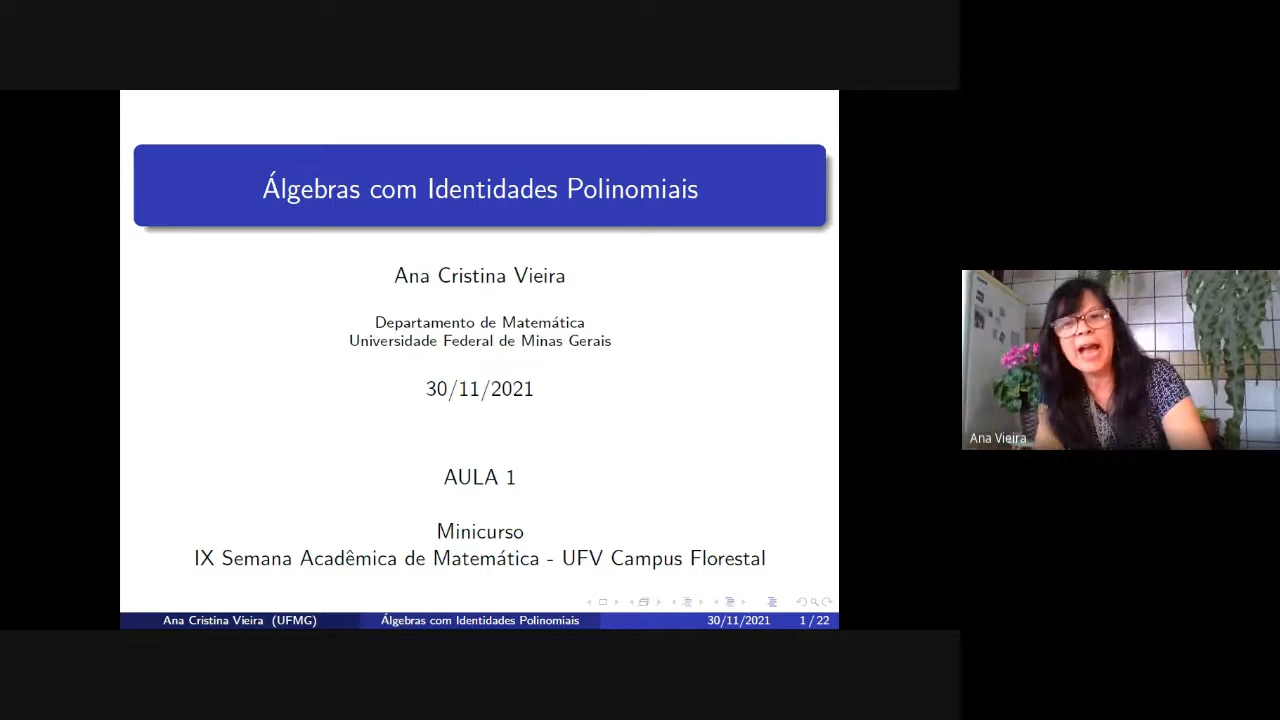 Álgebras com Identidades Polinomiais
Ana Cristina Vieira
Departamento de Matemática
Universidade Federal de Minas Gerais
30/11/2021
AULA 1
Minicurso
IX Semana Acadêmica de Matemática - UFV Campus Florestal
Ana Cristina Vieira (UFMG) Álgebras com Identidades Polinomiais 30/11/2021 1 / 22
Ana Vieira